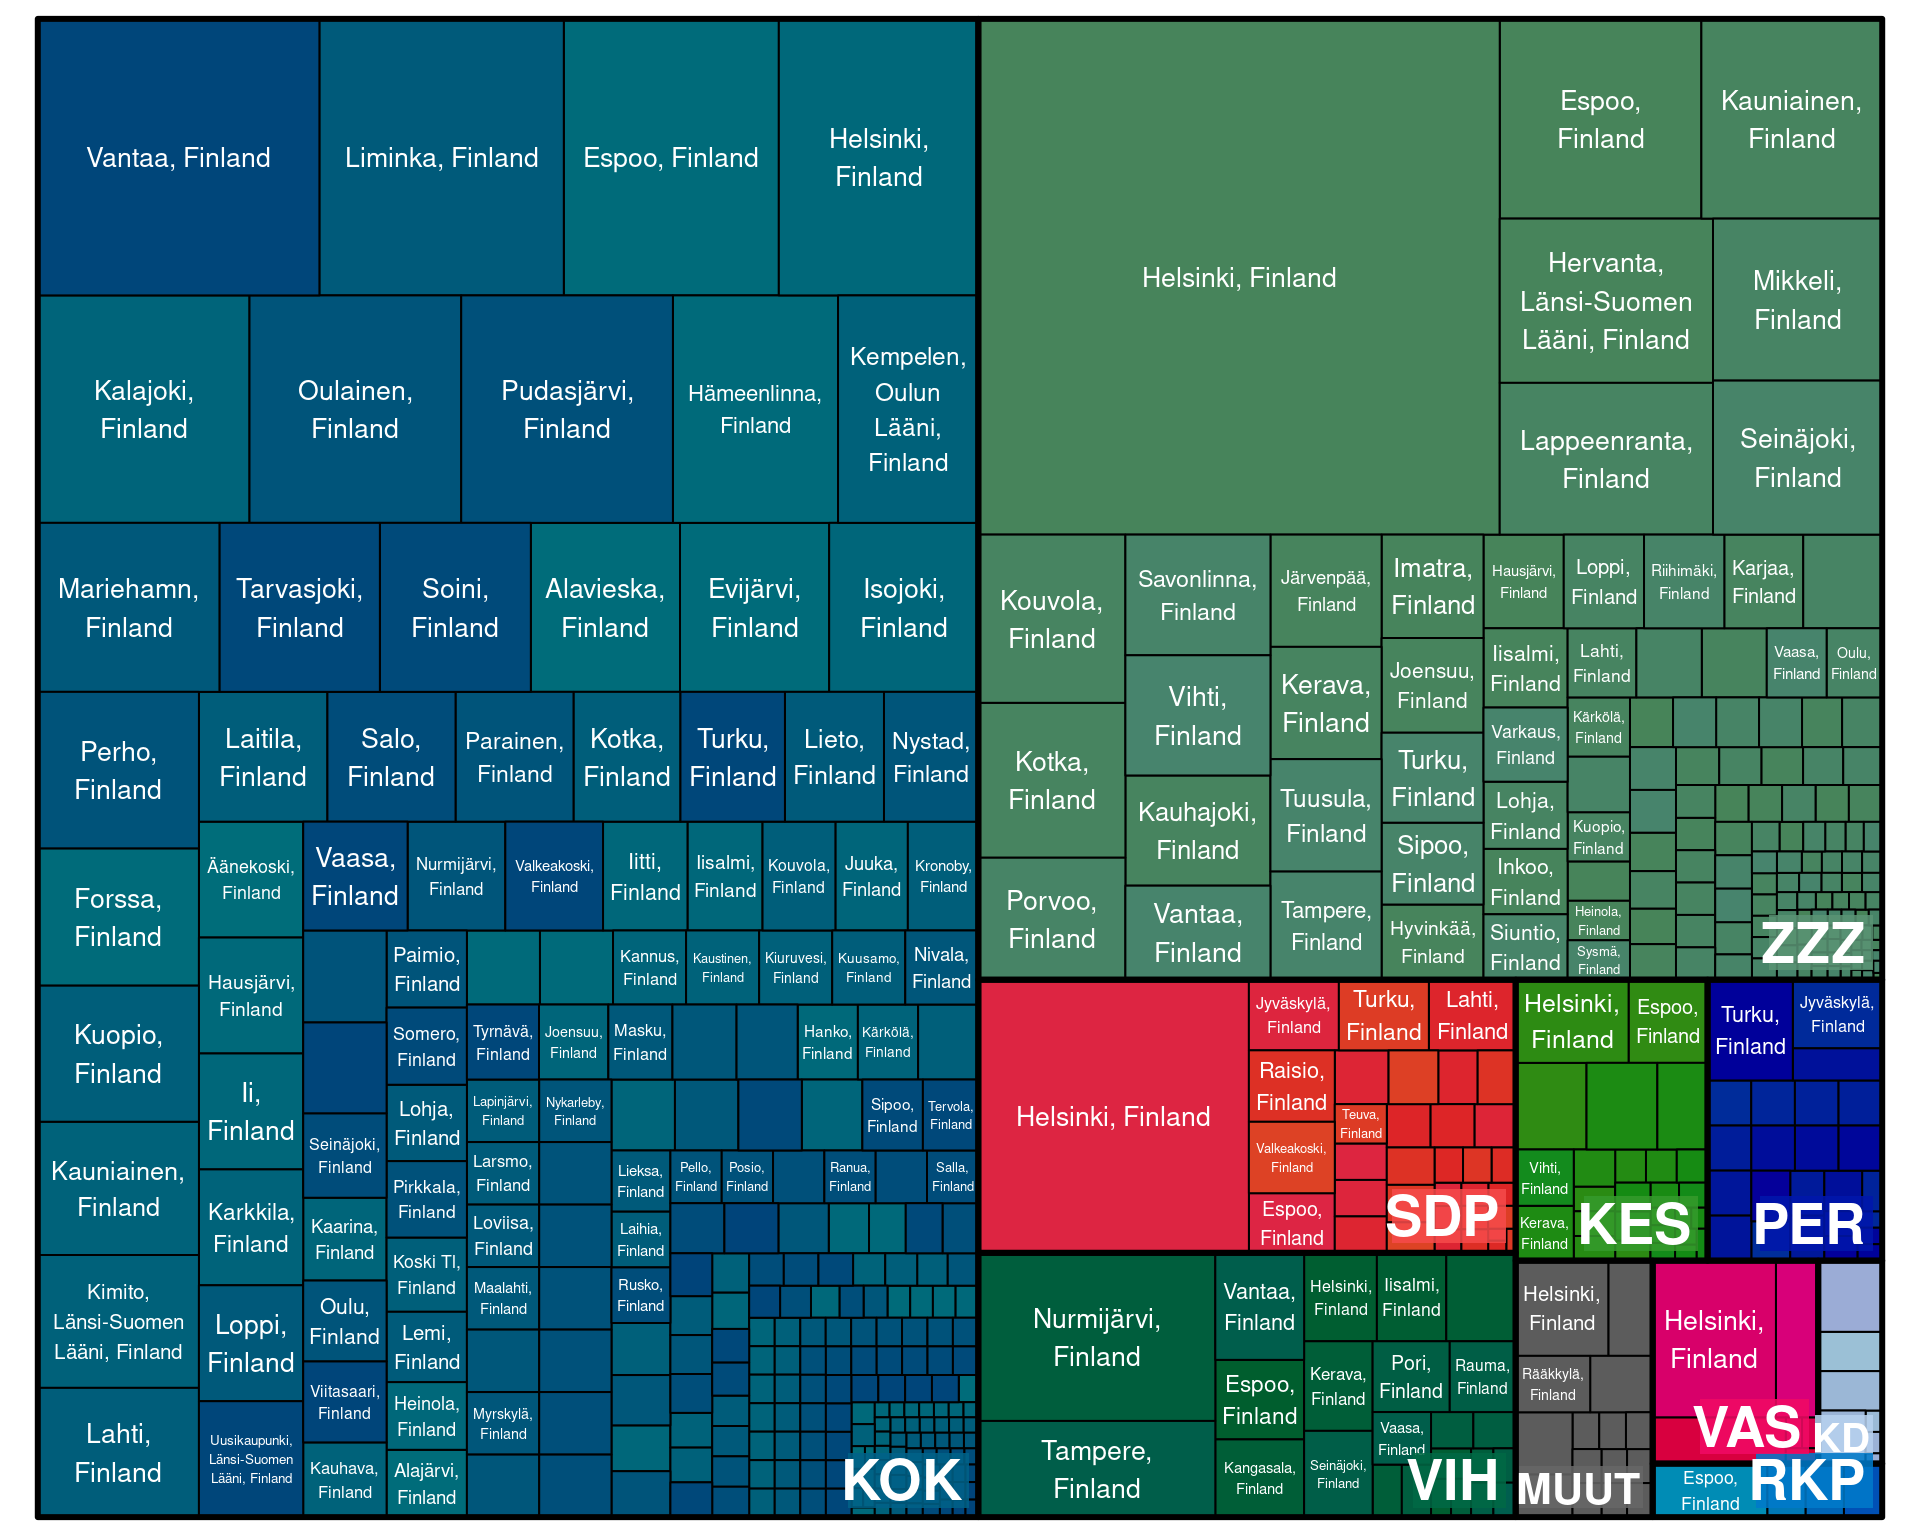 Vantaa, Finland
Liminka, Finland
Espoo, Finland
Helsinki,
Finland
Kalajoki,
Finland
Oulainen,
Finland
Pudasjärvi,
Finland
Hämeenlinna,
Finland
Kempelen,
Oulun
Lääni,
Finland
Mariehamn,
Finland
Tarvasjoki,
Finland
Soini,
Finland
Alavieska,
Finland
Evijärvi,
Finland
Isojoki,
Finland
Perho,
Finland
Forssa,
Finland
Kuopio,
Finland
Kauniainen,
Finland
Kimito,
Länsi-Suomen
Lääni, Finland
Lahti,
Finland
Laitila,
Finland
Salo,
Finland
Parainen,
Finland
Kotka,
Finland
Turku,
Finland
Lieto,
Finland
Nystad,
Finland
Äänekoski,
Finland
Hausjärvi,
Finland
Ii,
Finland
Karkkila,
Finland
Loppi,
Finland
Uusikaupunki,
Länsi-Suomen
Lääni, Finland
Vaasa,
Finland
Nurmijärvi,
Finland
Valkeakoski,
Finland
Iitti,
Finland
Iisalmi,
Finland
Kouvola,
Finland
Juuka,
Finland
Kronoby,
Finland
Seinäjoki,
Finland
Kaarina,
Finland
Oulu,
Finland
Viitasaari,
Finland
Kauhava,
Finland
Paimio,
Finland
Somero,
Finland
Lohja,
Finland
Pirkkala,
Finland
Koski Tl,
Finland
Lemi,
Finland
Heinola,
Finland
Alajärvi,
Finland
Kannus,
Finland
Kaustinen,
Finland
Kiuruvesi,
Finland
Kuusamo,
Finland
Nivala,
Finland
Tyrnävä,
Finland
Joensuu,
Finland
Masku,
Finland
Hanko,
Finland
Kärkölä,
Finland
Lapinjärvi,
Finland
Nykarleby,
Finland
Sipoo,
Finland
Tervola,
Finland
Larsmo,
Finland
Loviisa,
Finland
Maalahti,
Finland
Myrskylä,
Finland
Lieksa,
Finland
Pello,
Finland
Posio,
Finland
Ranua,
Finland
Salla,
Finland
Laihia,
Finland
Rusko,
Finland
KOK
Helsinki, Finland
Espoo,
Finland
Kauniainen,
Finland
Hervanta,
Länsi-Suomen
Lääni, Finland
Mikkeli,
Finland
Lappeenranta,
Finland
Seinäjoki,
Finland
Kouvola,
Finland
Kotka,
Finland
Porvoo,
Finland
Savonlinna,
Finland
Vihti,
Finland
Kauhajoki,
Finland
Vantaa,
Finland
Järvenpää,
Finland
Kerava,
Finland
Tuusula,
Finland
Tampere,
Finland
Imatra,
Finland
Joensuu,
Finland
Turku,
Finland
Sipoo,
Finland
Hyvinkää,
Finland
Hausjärvi,
Finland
Loppi,
Finland
Riihimäki,
Finland
Karjaa,
Finland
Iisalmi,
Finland
Varkaus,
Finland
Lohja,
Finland
Inkoo,
Finland
Siuntio,
Finland
Lahti,
Finland
Vaasa,
Finland
Oulu,
Finland
Kärkölä,
Finland
Kuopio,
Finland
Heinola,
Finland
Sysmä,
Finland
ZZZ
Helsinki, Finland
Jyväskylä,
Finland
Turku,
Finland
Lahti,
Finland
Raisio,
Finland
Valkeakoski,
Finland
Espoo,
Finland
Teuva,
Finland
SDP
Helsinki,
Finland
Espoo,
Finland
Vihti,
Finland
Kerava,
Finland
KES
Turku,
Finland
Jyväskylä,
Finland
PER
Nurmijärvi,
Finland
Tampere,
Finland
Vantaa,
Finland
Espoo,
Finland
Kangasala,
Finland
Helsinki,
Finland
Iisalmi,
Finland
Kerava,
Finland
Seinäjoki,
Finland
Pori,
Finland
Rauma,
Finland
Vaasa,
Finland
VIH
Helsinki,
Finland
Rääkkylä,
Finland
MUUT
Helsinki,
Finland
VAS
KD
Espoo,
Finland
RKP